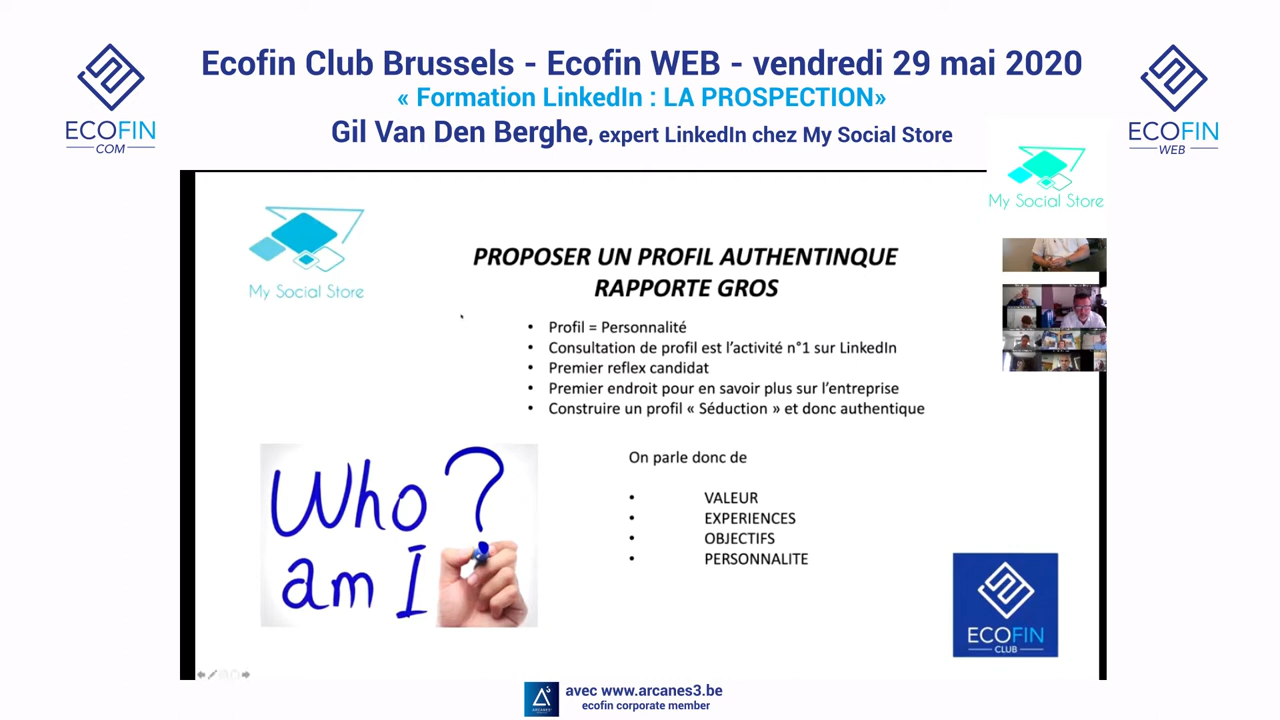 Ecofin Club Brussels - Ecofin WEB - vendredi 29 mai 2020
« Formation LinkedIn : LA PROSPECTION»
Gil Van Den Berghe, expert LinkedIn chez My Social Store
ECOFIN
COM
ECOFIN
WEB
My Social Store
My Social Store
PROPOSER UN PROFIL AUTHENTINQUE
RAPPORTE GROS
• Profil = Personnalité
• Consultation de profil est l’activité n°1 sur LinkedIn
• Premier reflex candidat
• Premier endroit pour en savoir plus sur l’entreprise
• Construire un profil « Séduction » et donc authentique
Who ?
am I
On parle donc de
• VALEUR
• EXPERIENCES
• OBJECTIFS
• PERSONNALITE
ECOFIN
CLUB
avec www.arcanes3.be
ecofin corporate member